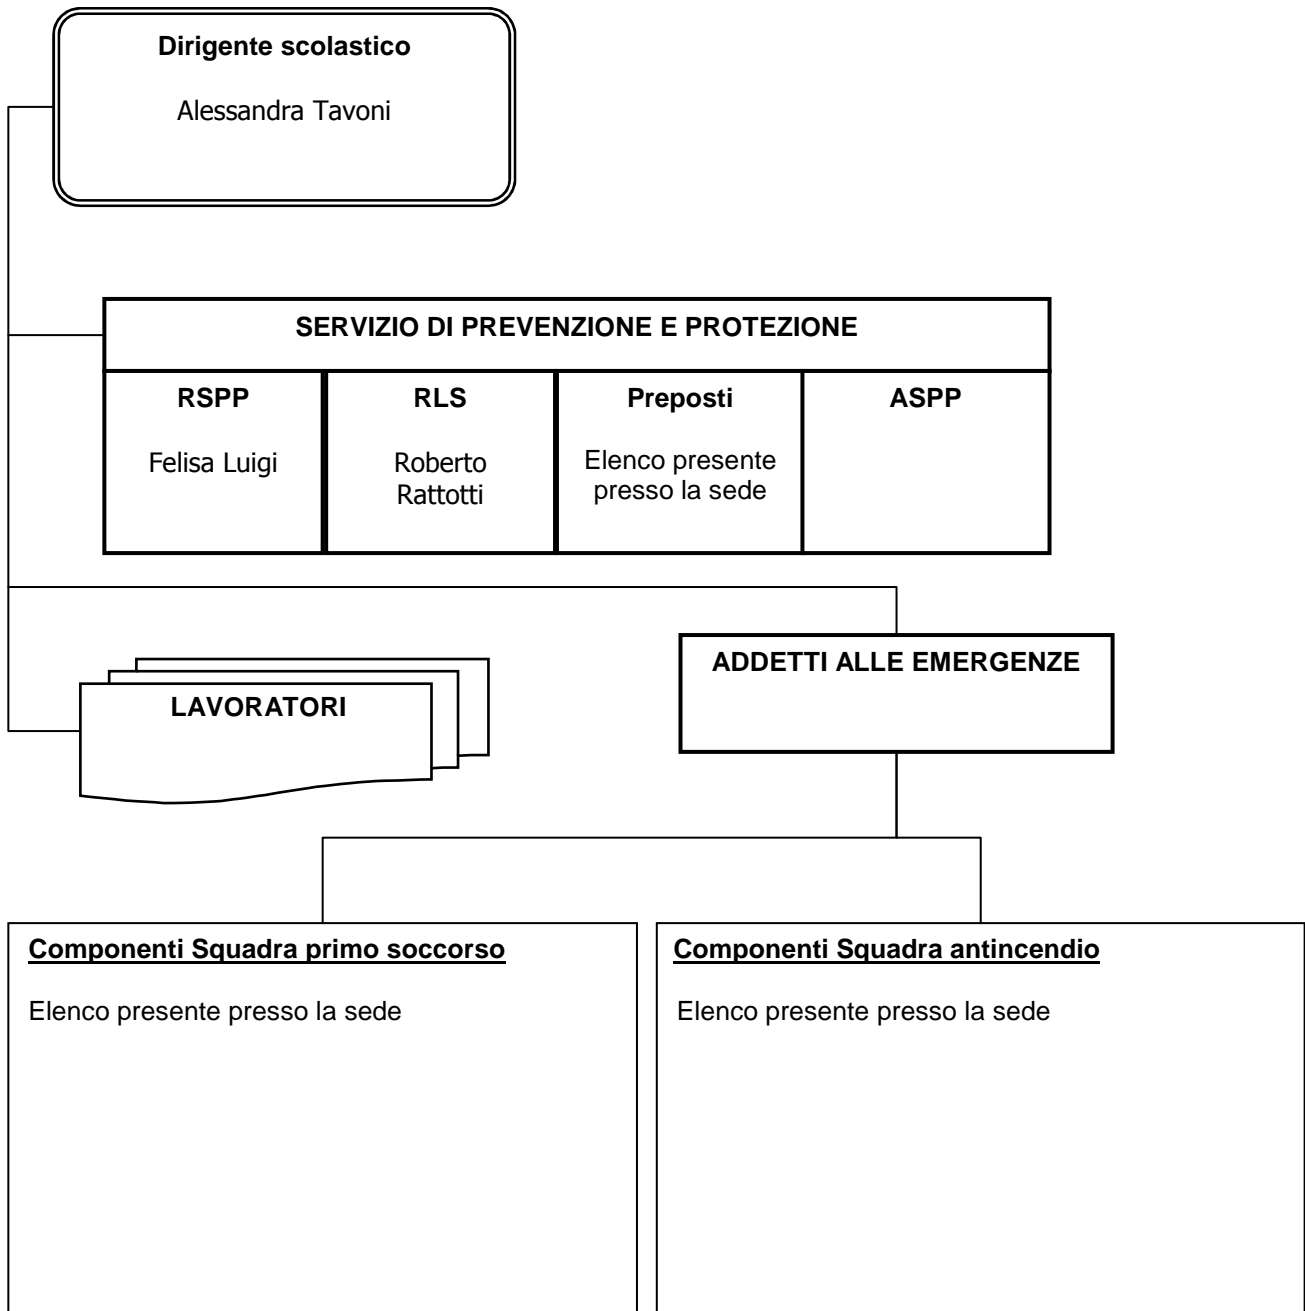 Dirigente scolastico
Alessandra Tavoni
SERVIZIO DI PREVENZIONE E PROTEZIONE
RSPP
Felisa Luigi
RLS
Roberto
Rattotti
Preposti
Elenco presente
presso la sede
ASPP
LAVORATORI
ADDETTI ALLE EMERGENZE
Componenti Squadra primo soccorso
Elenco presente presso la sede
Componenti Squadra antincendio
Elenco presente presso la sede